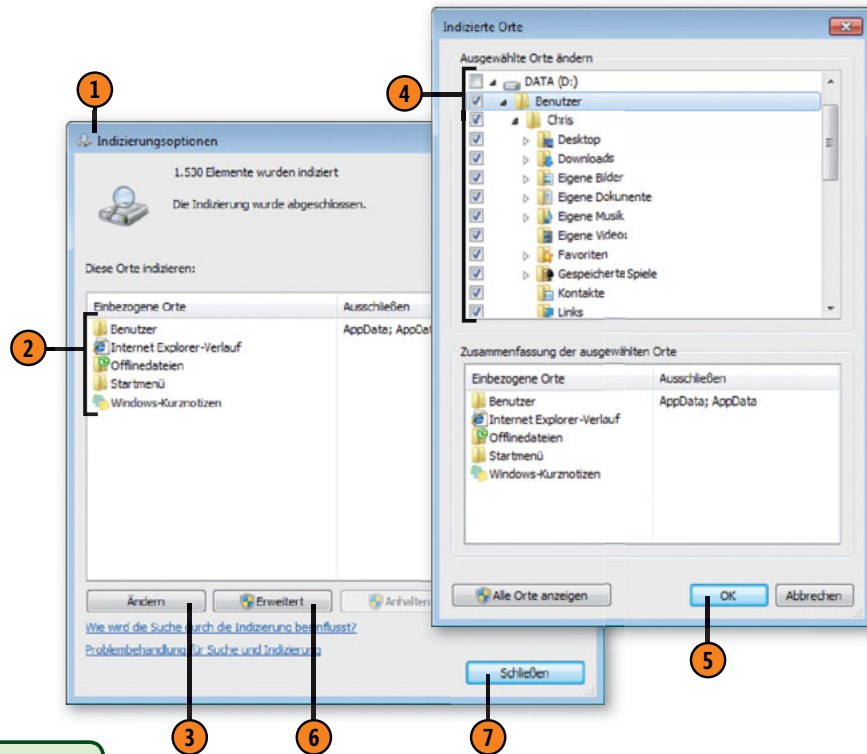 1
Indizierungsoptionen
1.530 Elemente wurden indiziert
Die Indizierung wurde abgeschlossen.
Diese Orte indizieren:
Einbezogene Orte
Ausschließen
2
Benutzer
AppData;
Internet Explorer-Verlauf
Offlinedateien
Startmenü
Windows-Kurznotizen
Ändern
Erweitert
Anhalten
Wie wird die Suche durch die Indizierung beeinflusst?
Problembehandlung für Suche und Indizierung
Schließen
3
6
7
Indizierte Orte
Ausgewählte Orte ändern
4
DATA (D:)
Benutzer
Chris
Desktop
Downloads
Eigene Bilder
Eigene Dokumente
Eigene Musik
Eigene Videos
Favoriten
Gespeicherte Spiele
Kontakte
Links
Zusammenfassung der ausgewählten Orte
Einbezogene Orte
Ausschließen
Benutzer
AppData; AppData
Internet Explorer-Verlauf
Offlinedateien
Startmenü
Windows-Kurznotizen
Alle Orte anzeigen
OK
Abbrechen
5